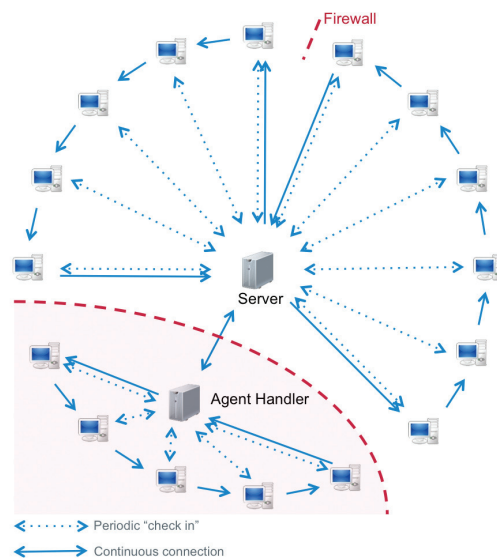 Firewall
Server
Agent Handler
Periodic “check in”
Continuous connection